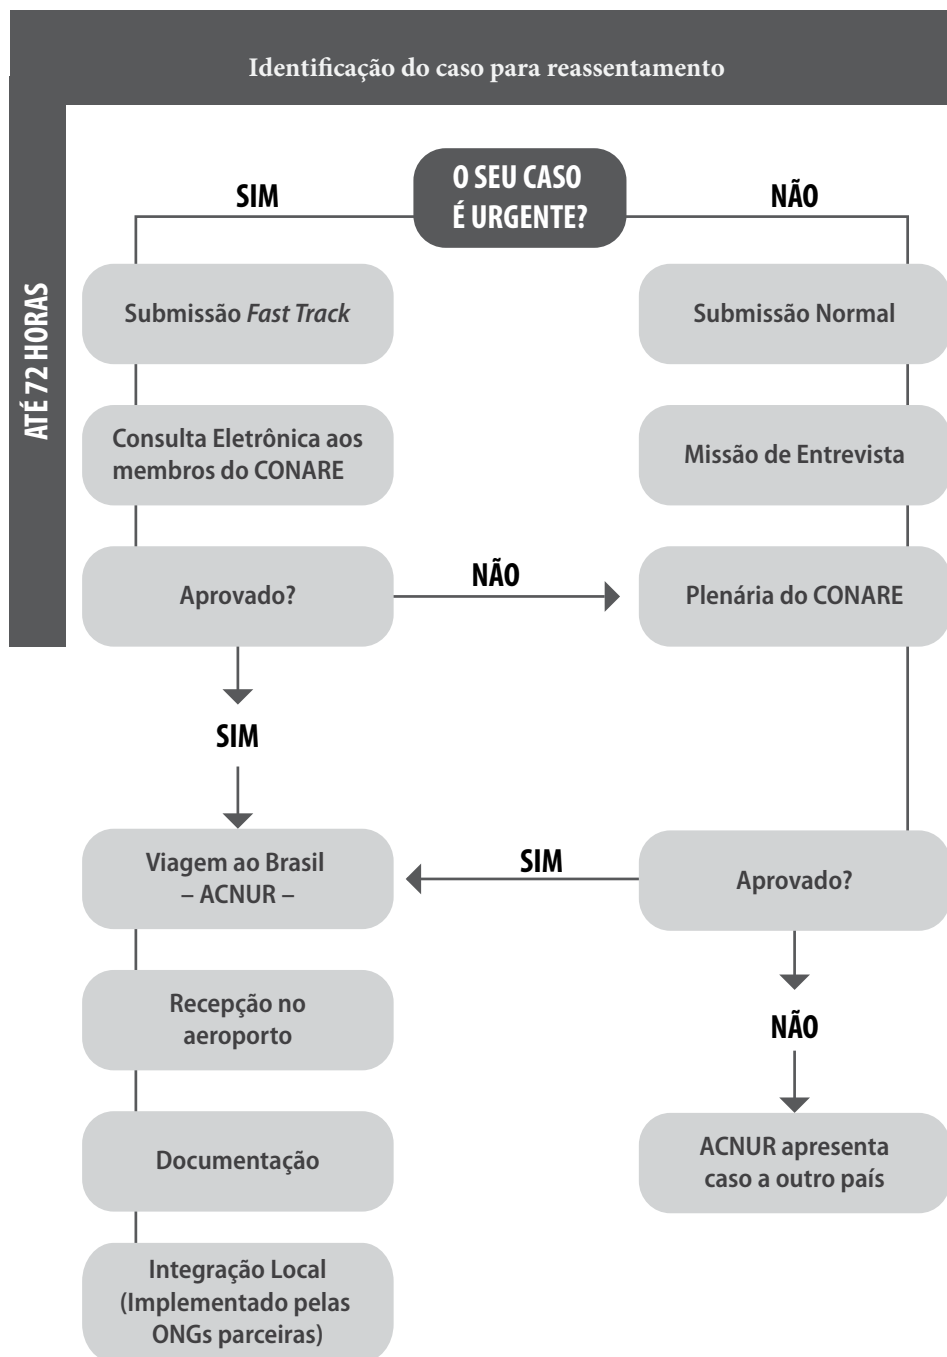 Identificação do caso para reassentamento
ATÉ 72 HORAS
O SEU CASO
É URGENTE?
SIM
NÃO
Submissão Fast Track
Submissão Normal
Consulta Eletrônica aos
membros do CONARE
Missão de Entrevista
Aprovado?
NÃO
Plenária do CONARE
SIM
Viagem ao Brasil
– ACNUR –
SIM
Aprovado?
Recepção no
aeroporto
NÃO
Documentação
ACNUR apresenta
caso a outro país
Integração Local
(Implementado pelas
ONGs parceiras)